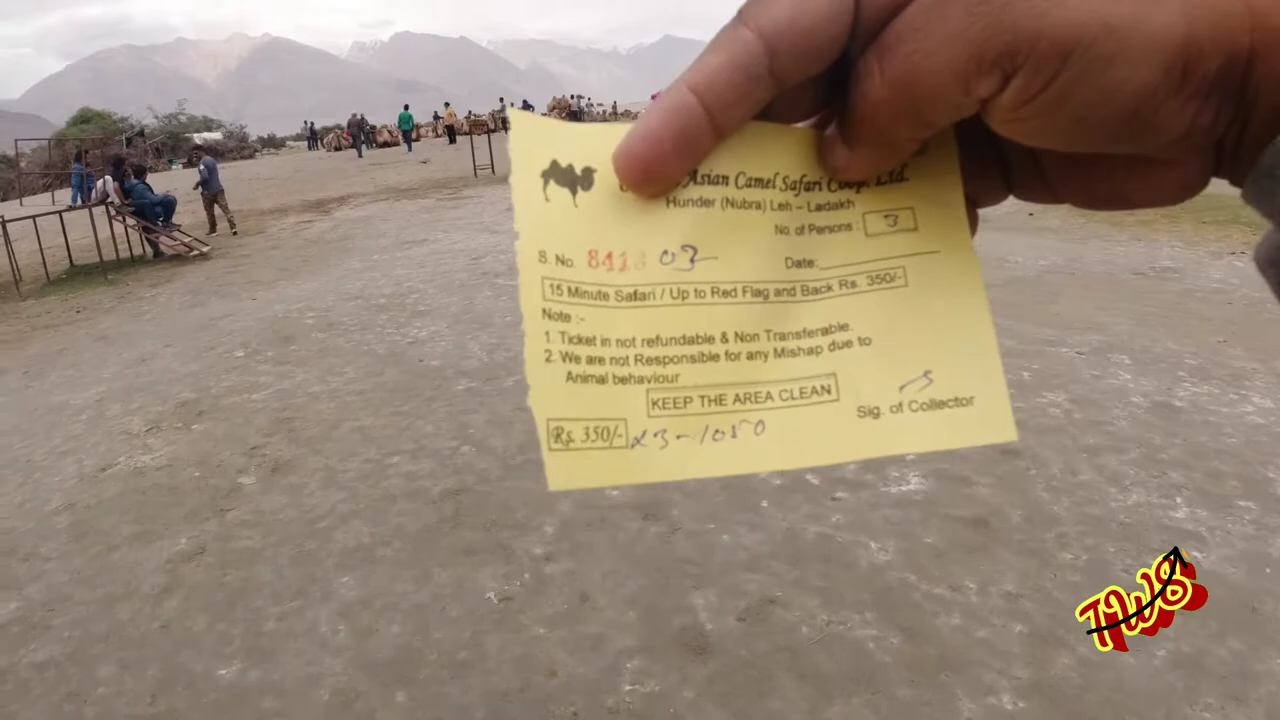 Asian Camel Safari Coop. Ltd.
Hunder (Nubra) Leh – Ladakh
No. of Persons : 3
S. No. 03 Date:
15 Minute Safari / Up to Red Flag and Back Rs. 350/-
Note :-
1. Ticket in not refundable & Non Transferable.
2. We are not Responsible for any Mishap due to
Animal behaviour
KEEP THE AREA CLEAN
Sig. of Collector
Rs. 350/- x3-1050
TWS